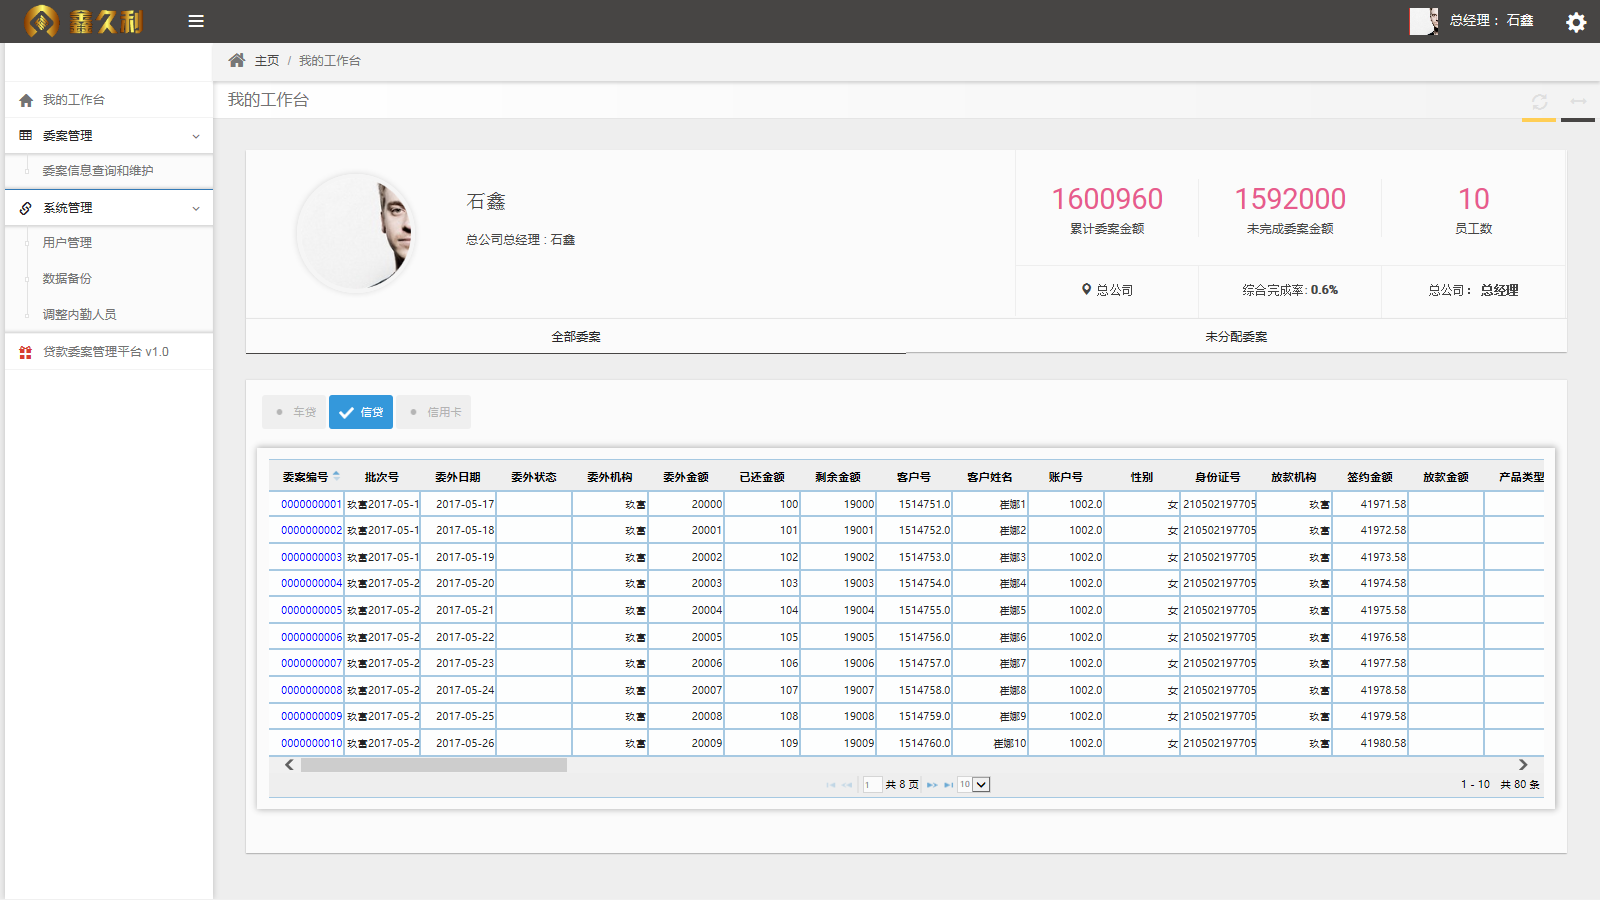 鑫久利
总经理： 石鑫
主页 / 我的工作台
我的工作台
我的工作台
委案管理
委案信息查询和维护
系统管理
用户管理
数据备份
调整内勤人员
贷款委案管理平台 v1.0
石鑫
总公司总经理 : 石鑫
1600960 1592000 10
累计委案金额 未完成委案金额 员工数
总公司 综合完成率: 0.6% 总公司： 总经理
全部委案 未分配委案
车贷 信贷 信用卡
委案编号 批次号 委外日期 委外状态 委外机构 委外金额 已还金额 剩余金额 客户号 客户姓名 账户号 性别 身份证号 放款机构 签约金额 放款金额 产品类型
0000000001 玖富2017-05-1 2017-05-17 玖富 20000 100 19000 1514751.0 崔娜1 1002.0 女 210502197705 玖富 41971.58
0000000002 玖富2017-05-1 2017-05-18 玖富 20001 101 19001 1514752.0 崔娜2 1002.0 女 210502197705 玖富 41972.58
0000000003 玖富2017-05-1 2017-05-19 玖富 20002 102 19002 1514753.0 崔娜3 1002.0 女 210502197705 玖富 41973.58
0000000004 玖富2017-05-2 2017-05-20 玖富 20003 103 19003 1514754.0 崔娜4 1002.0 女 210502197705 玖富 41974.58
0000000005 玖富2017-05-2 2017-05-21 玖富 20004 104 19004 1514755.0 崔娜5 1002.0 女 210502197705 玖富 41975.58
0000000006 玖富2017-05-2 2017-05-22 玖富 20005 105 19005 1514756.0 崔娜6 1002.0 女 210502197705 玖富 41976.58
0000000007 玖富2017-05-2 2017-05-23 玖富 20006 106 19006 1514757.0 崔娜7 1002.0 女 210502197705 玖富 41977.58
0000000008 玖富2017-05-2 2017-05-24 玖富 20007 107 19007 1514758.0 崔娜8 1002.0 女 210502197705 玖富 41978.58
0000000009 玖富2017-05-2 2017-05-25 玖富 20008 108 19008 1514759.0 崔娜9 1002.0 女 210502197705 玖富 41979.58
0000000010 玖富2017-05-2 2017-05-26 玖富 20009 109 19009 1514760.0 崔娜10 1002.0 女 210502197705 玖富 41980.58
1 共 8 页 10 1 - 10 共 80 条